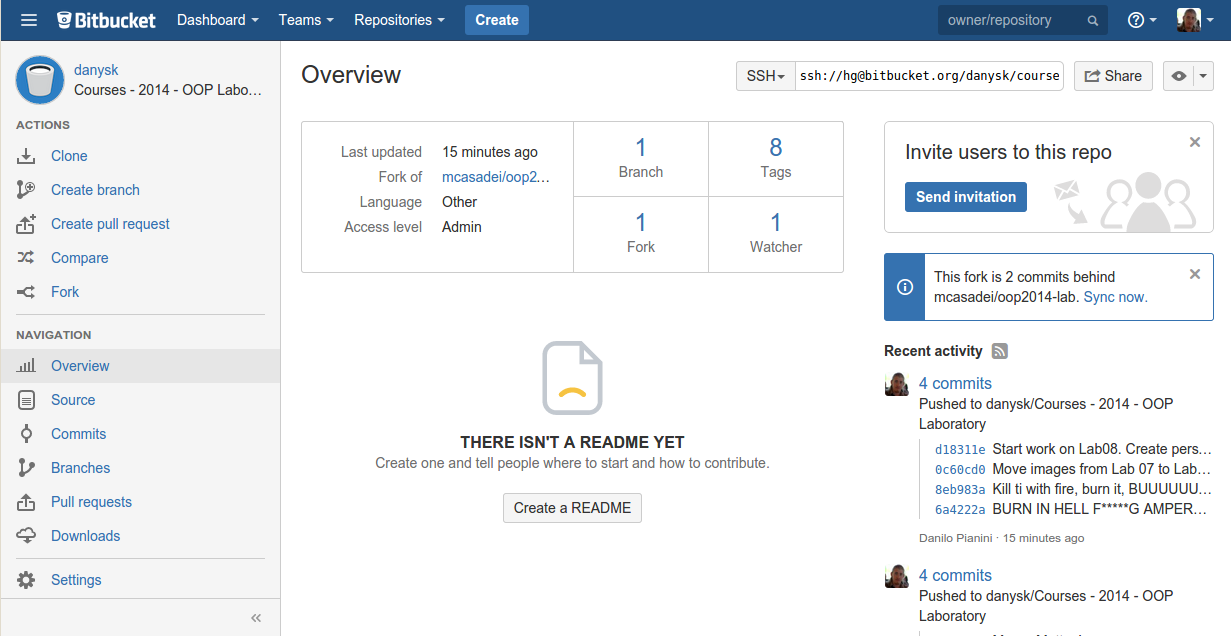 Bitbucket Dashboard Teams Repositories Create owner/repository
danysk
Courses - 2014 - OOP Labo...
ACTIONS
Clone
Create branch
Create pull request
Compare
Fork
NAVIGATION
Overview
Source
Commits
Branches
Pull requests
Downloads
Settings
Overview
SSH ssh://hg@bitbucket.org/danysk/course Share
Last updated 15 minutes ago
Fork of mcasadei/oop2...
Language Other
Access level Admin
1 Branch
8 Tags
1 Fork
1 Watcher
THERE ISN'T A README YET
Create one and tell people where to start and how to contribute.
Create a README
Invite users to this repo
Send invitation
This fork is 2 commits behind
mcasadei/oop2014-lab. Sync now.
Recent activity
4 commits
Pushed to danysk/Courses - 2014 - OOP
Laboratory
d18311e Start work on Lab08. Create pers...
0c60cd0 Move images from Lab 07 to Lab...
8eb983a Kill ti with fire, burn it, BUUUUUU...
6a4222a BURN IN HELL F*****G AMPER...
Danilo Pianini · 15 minutes ago
4 commits
Pushed to danysk/Courses - 2014 - OOP
Laboratory